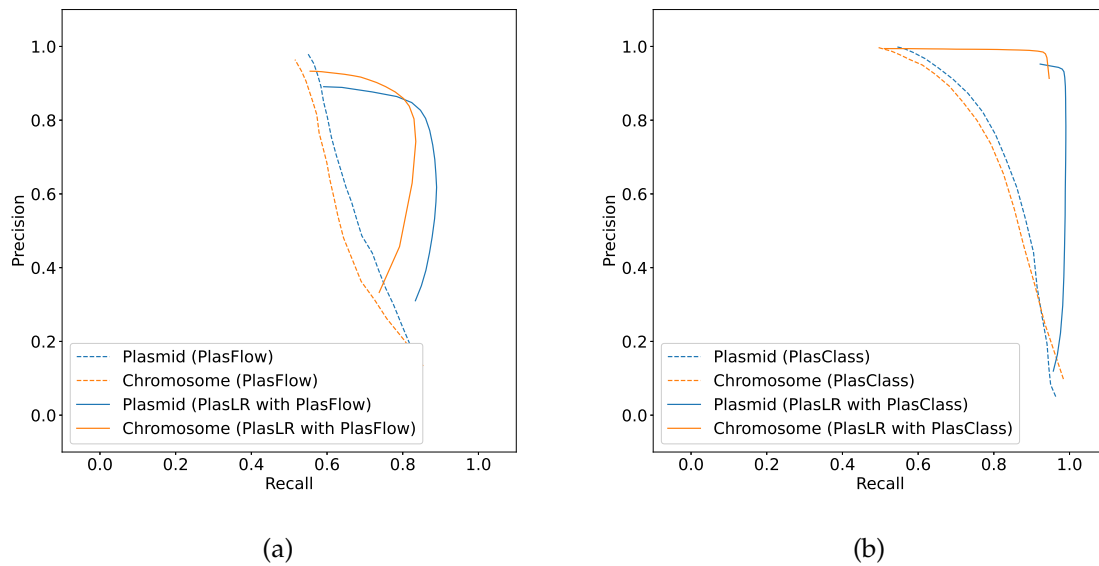 1.0
0.8
0.6
0.4
0.2
0.0
Precision
Plasmid (PlasFlow)
Chromosome (PlasFlow)
Plasmid (PlasLR with PlasFlow)
Chromosome (PlasLR with PlasFlow)
0.0 0.2 0.4 0.6 0.8 1.0
Recall
(a)
1.0
0.8
0.6
0.4
0.2
0.0
Precision
Plasmid (PlasClass)
Chromosome (PlasClass)
Plasmid (PlasLR with PlasClass)
Chromosome (PlasLR with PlasClass)
0.0 0.2 0.4 0.6 0.8 1.0
Recall
(b)